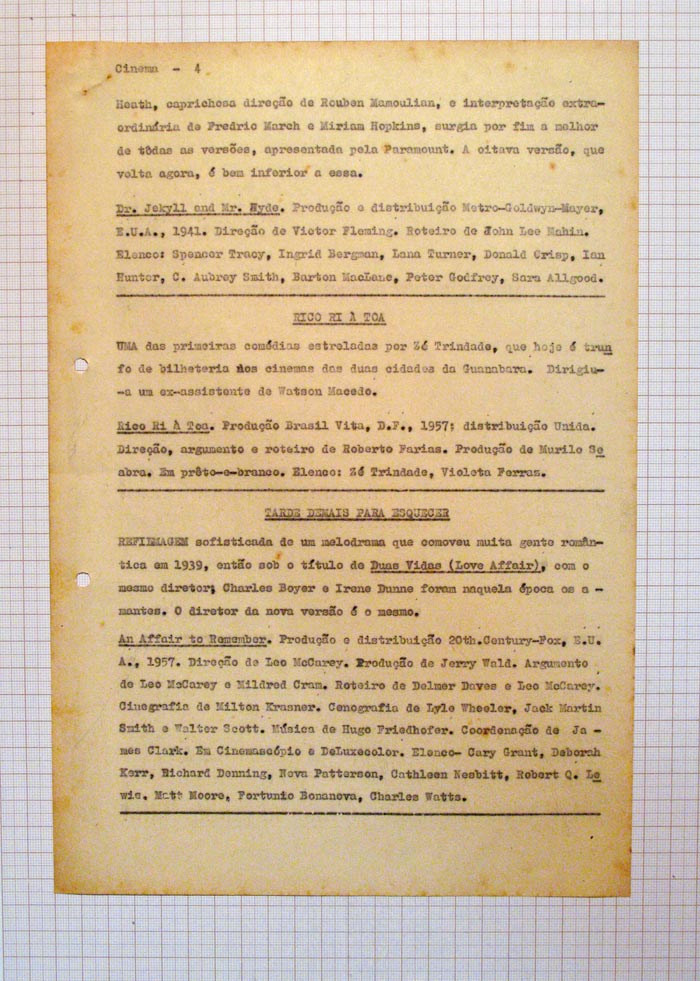 Cinema - 4
Heath, caprichosa direção de Rouben Mamoulian, e interpretação extra-
ordinária de Fredric March e Miriam Hopkins, surgia por fim a melhor
de tôdas as versões, apresentada pela Paramount. A oitava versão, que
volta agora, é bem inferior a essa.
Dr. Jekyll and Mr. Hyde. Produção e distribuição Metro-Goldwyn-Mayer,
E.U.A., 1941. Direção de Victor Fleming. Roteiro de John Lee Mahin.
Elenco: Spencer Tracy, Ingrid Bergman, Lana Turner, Donald Crisp, Ian
Hunter, C. Aubrey Smith, Barton MacLane, Peter Godfrey, Sara Allgood.
RICO RI À TOA
UMA das primeiras comédias estreladas por Zé Trindade, que hoje é trun
fo de bilheteria nos cinemas das duas cidades da Guanabara. Dirigiu-
-a um ex-assistente de Watson Macedo.
Rico Ri À Toa. Produção Brasil Vita, D.F., 1957; distribuição Unida.
Direção, argumento e roteiro de Roberto Farias. Produção de Murilo Se
abra. Em prêto-e-branco. Elenco: Zé Trindade, Violeta Ferraz.
TARDE DEMAIS PARA ESQUECER
REFILMAGEM sofisticada de um melodrama que comoveu muita gente român-
tica em 1939, então sob o título de Duas Vidas (Love Affair), com o
mesmo diretor; Charles Boyer e Irene Dunne foram naquela época os a -
mantes. O diretor da nova versão é o mesmo.
An Affair to Remember. Produção e distribuição 20th.Century-Fox, E.U.
A., 1957. Direção de Leo McCarey. Produção de Jerry Wald. Argumento
de Leo McCarey e Mildred Cram. Roteiro de Delmer Daves e Leo McCarey.
Cinegrafia de Milton Krasner. Cenografia de Lyle Wheeler, Jack Martin
Smith e Walter Scott. Música de Hugo Friedhofer. Coordenação de Ja -
mes Clark. Em Cinemascópio e DeLuxecolor. Elenco- Cary Grant, Deborah
Kerr, Richard Denning, Neva Patterson, Cathleen Nesbitt, Robert Q. Le
wis. Matt Moore, Fortunio Bonanova, Charles Watts.